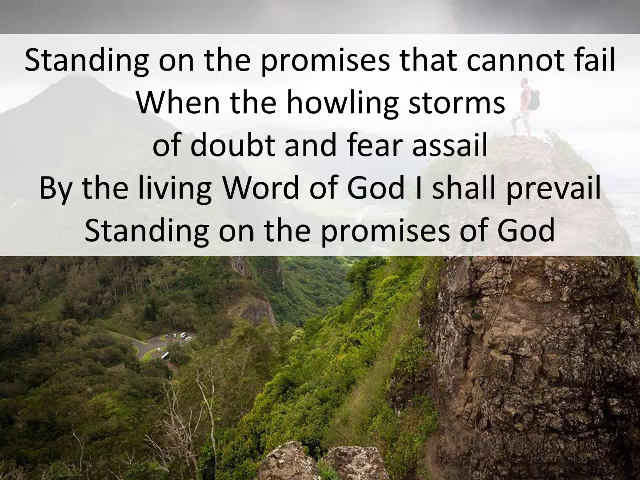 Standing on the promises that cannot fail
When the howling storms
of doubt and fear assail
By the living Word of God I shall prevail
Standing on the promises of God